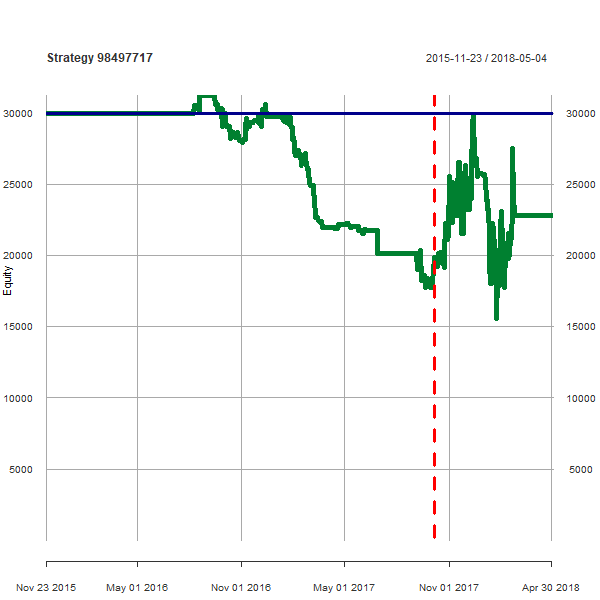 Strategy 98497717
2015-11-23 / 2018-05-04
30000
30000
25000
25000
20000
20000
15000
15000
10000
10000
5000
5000
Equity
Nov 23 2015
May 01 2016
Nov 01 2016
May 01 2017
Nov 01 2017
Apr 30 2018